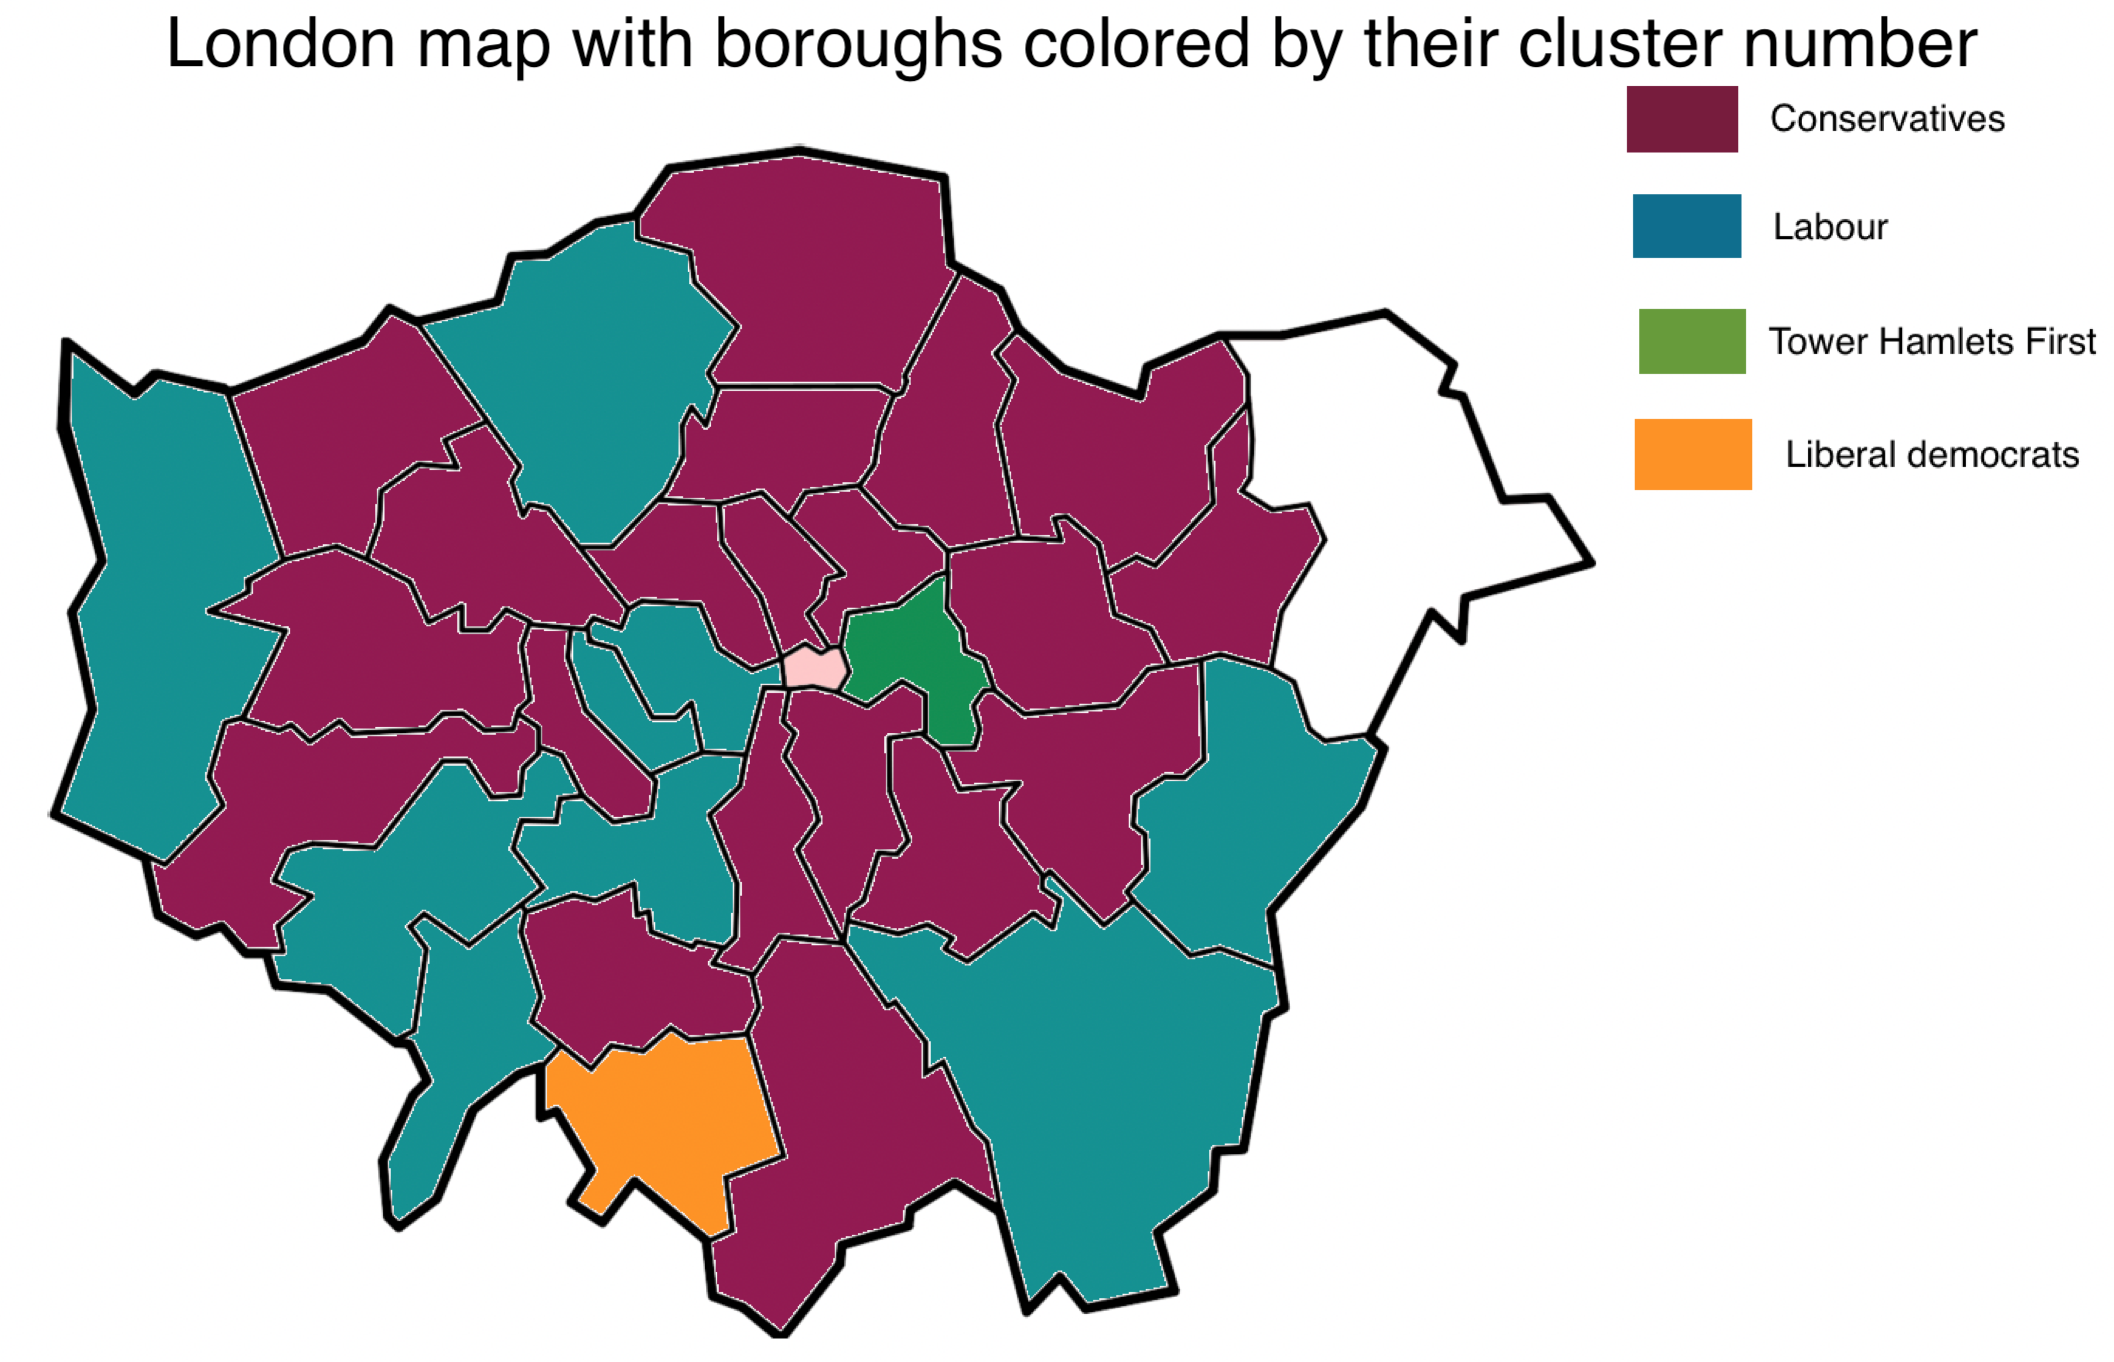 London map with boroughs colored by their cluster number
Conservatives
Labour
Tower Hamlets First
Liberal democrats